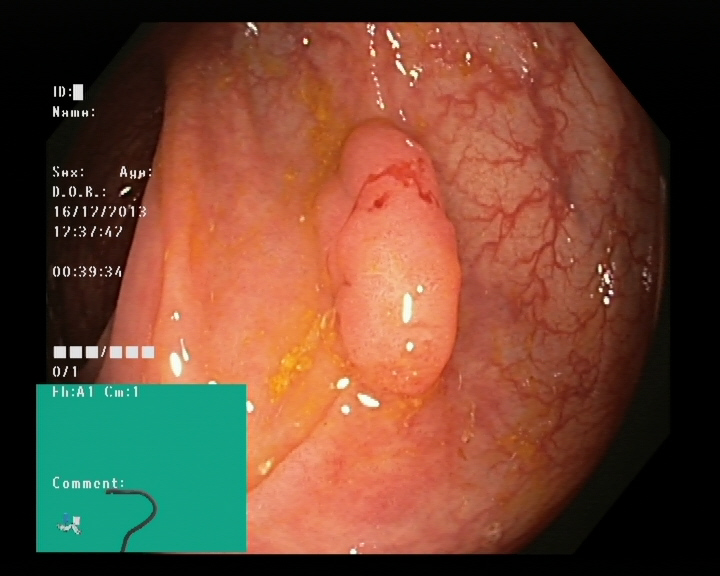 ID:
Name:
Sex: Age:
D.O.R.:
16/12/2013
12:37:42
00:39:34
■■■/■■■
0/1
Eh:A1 Cm:1
Comment: